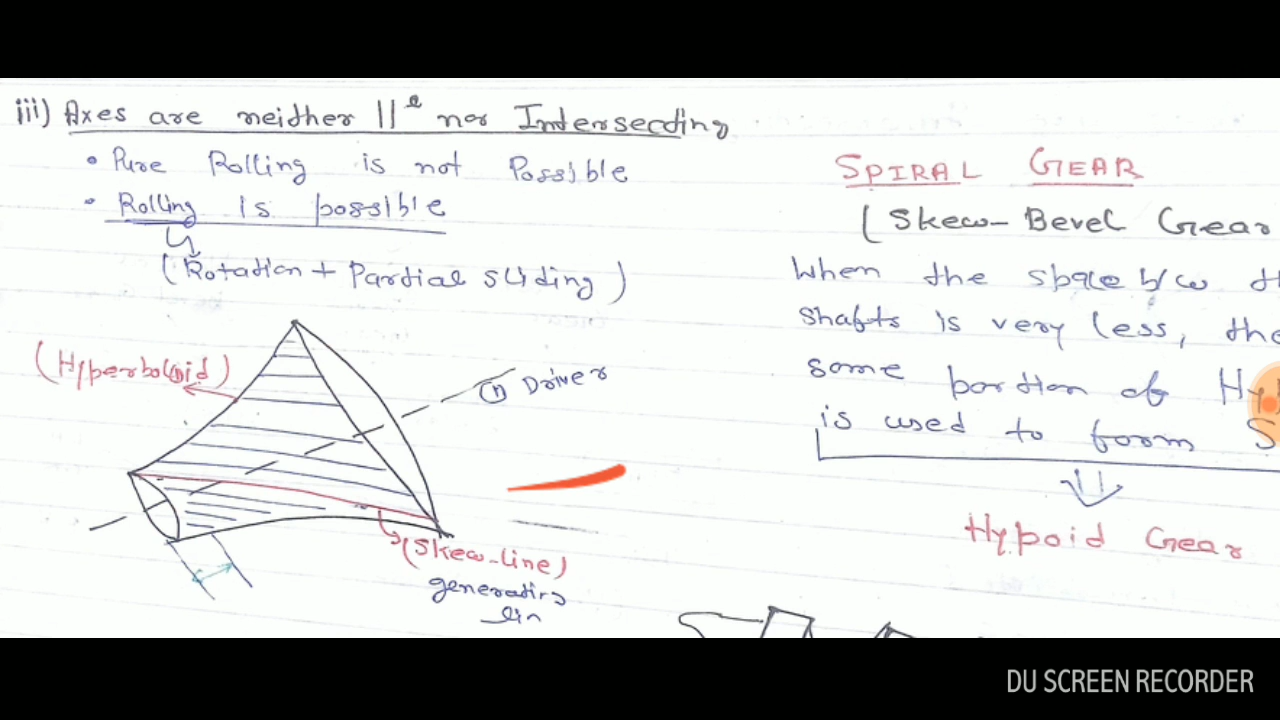 iii) Axes are neither ||e nor Intersecting
• Pure Rolling is not Possible
• Rolling is possible
(Rotation + Partial sliding)
(Hyperboloid)
(1) Driver
(Skew-line)
generating
SPIRAL GEAR
(Skew-Bevel Gear
When the space b/w
shafts is very less, the
some portion of
is used to form
Hypoid Gear
DU SCREEN RECORDER